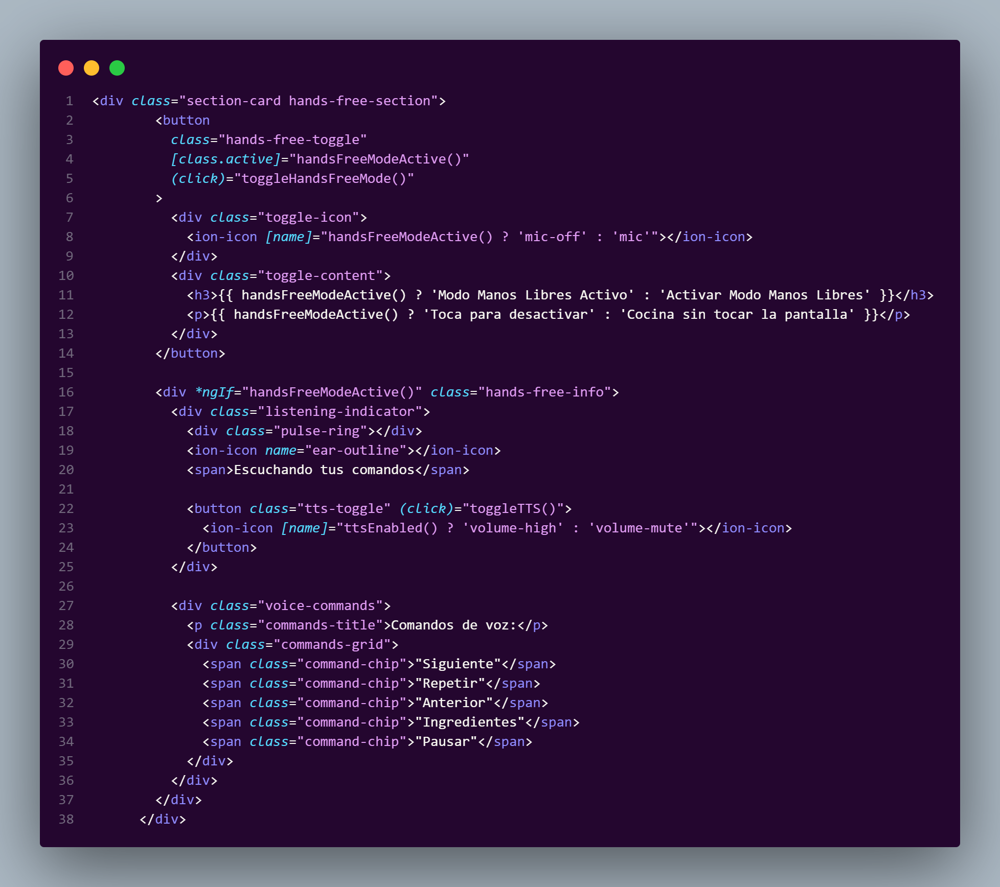 1 <div class="section-card hands-free-section">
2         <button
3           class="hands-free-toggle"
4           [class.active]="handsFreeModeActive()"
5           (click)="toggleHandsFreeMode()"
6         >
7           <div class="toggle-icon">
8             <ion-icon [name]="handsFreeModeActive() ? 'mic-off' : 'mic'"></ion-icon>
9           </div>
10           <div class="toggle-content">
11             <h3>{{ handsFreeModeActive() ? 'Modo Manos Libres Activo' : 'Activar Modo Manos Libres' }}</h3>
12             <p>{{ handsFreeModeActive() ? 'Toca para desactivar' : 'Cocina sin tocar la pantalla' }}</p>
13           </div>
14         </button>
15
16         <div *ngIf="handsFreeModeActive()" class="hands-free-info">
17           <div class="listening-indicator">
18             <div class="pulse-ring"></div>
19             <ion-icon name="ear-outline"></ion-icon>
20             <span>Escuchando tus comandos</span>
21
22             <button class="tts-toggle" (click)="toggleTTS()">
23               <ion-icon [name]="ttsEnabled() ? 'volume-high' : 'volume-mute'"></ion-icon>
24             </button>
25           </div>
26
27           <div class="voice-commands">
28             <p class="commands-title">Comandos de voz:</p>
29             <div class="commands-grid">
30               <span class="command-chip">"Siguiente"</span>
31               <span class="command-chip">"Repetir"</span>
32               <span class="command-chip">"Anterior"</span>
33               <span class="command-chip">"Ingredientes"</span>
34               <span class="command-chip">"Pausar"</span>
35             </div>
36           </div>
37         </div>
38       </div>